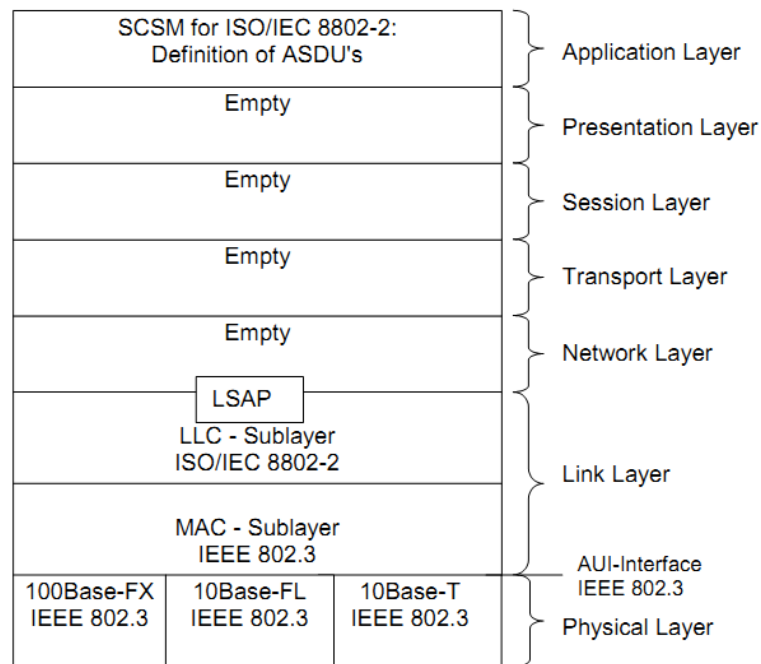 SCSM for ISO/IEC 8802-2:
Definition of ASDU's
Application Layer
Empty
Presentation Layer
Empty
Session Layer
Empty
Transport Layer
Empty
Network Layer
LSAP
LLC - Sublayer
ISO/IEC 8802-2
Link Layer
MAC - Sublayer
IEEE 802.3
AUI-Interface
IEEE 802.3
100Base-FX
IEEE 802.3
10Base-FL
IEEE 802.3
10Base-T
IEEE 802.3
Physical Layer